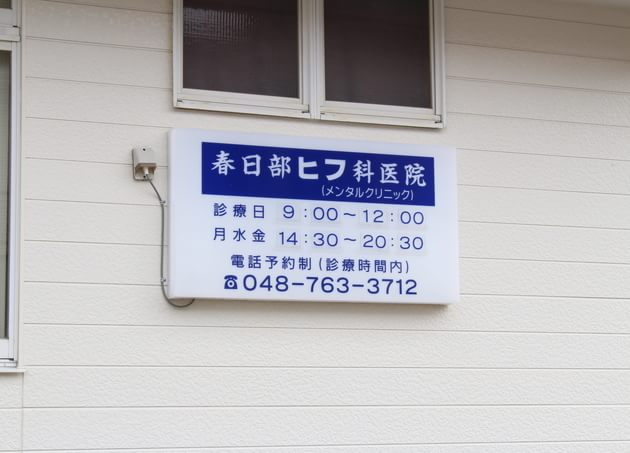 春日部ヒフ科医院
(メンタルクリニック)
診療日 9:00〜12:00
月水金 14:30〜20:30
電話予約制(診療時間内)
☎048-763-3712